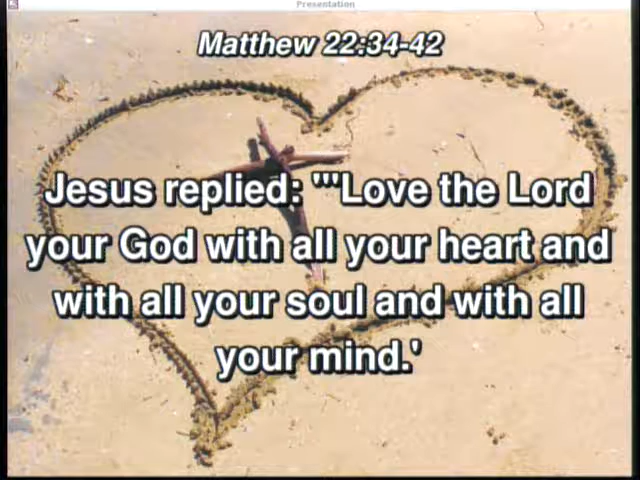 Presentation
Matthew 22:34-42
Jesus replied: "'Love the Lord
your God with all your heart and
with all your soul and with all
your mind.'